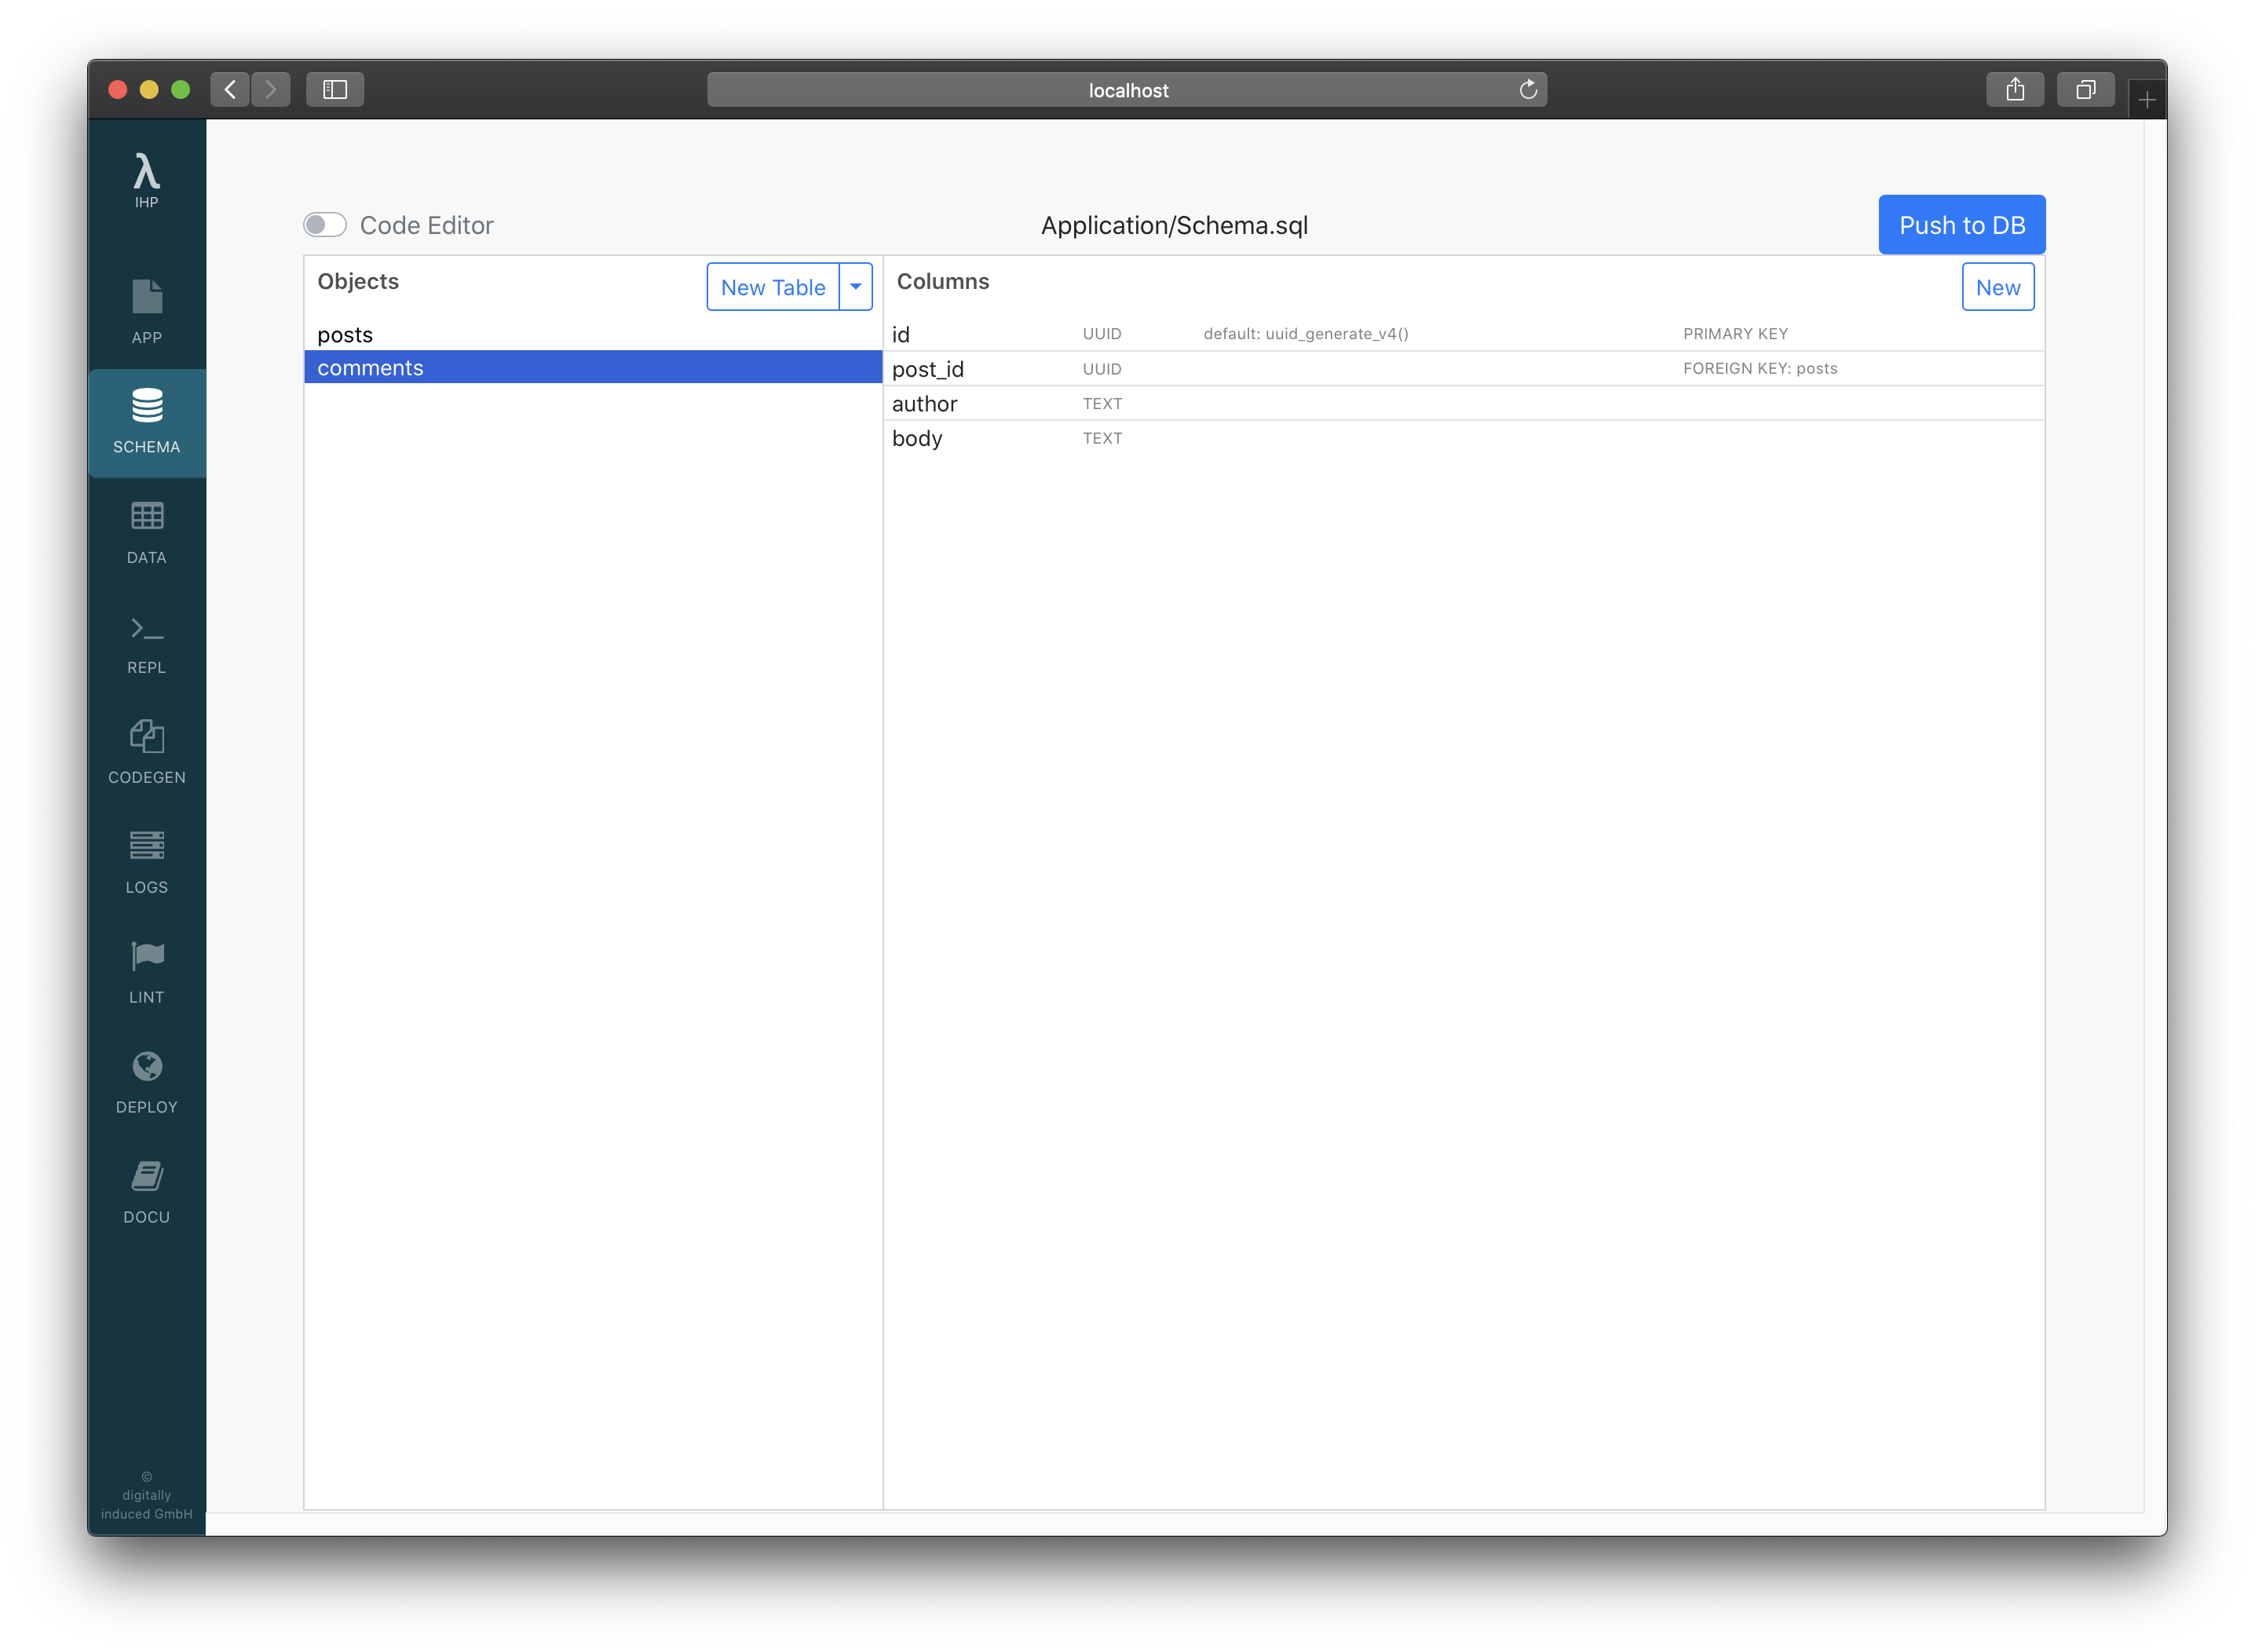 localhost
λ
IHP
APP
SCHEMA
DATA
REPL
CODEGEN
LOGS
LINT
DEPLOY
DOCU
©
digitally
induced GmbH
Code Editor
Application/Schema.sql
Push to DB
Objects
New Table
posts
comments
Columns
New
id UUID default: uuid_generate_v4() PRIMARY KEY
post_id UUID FOREIGN KEY: posts
author TEXT
body TEXT